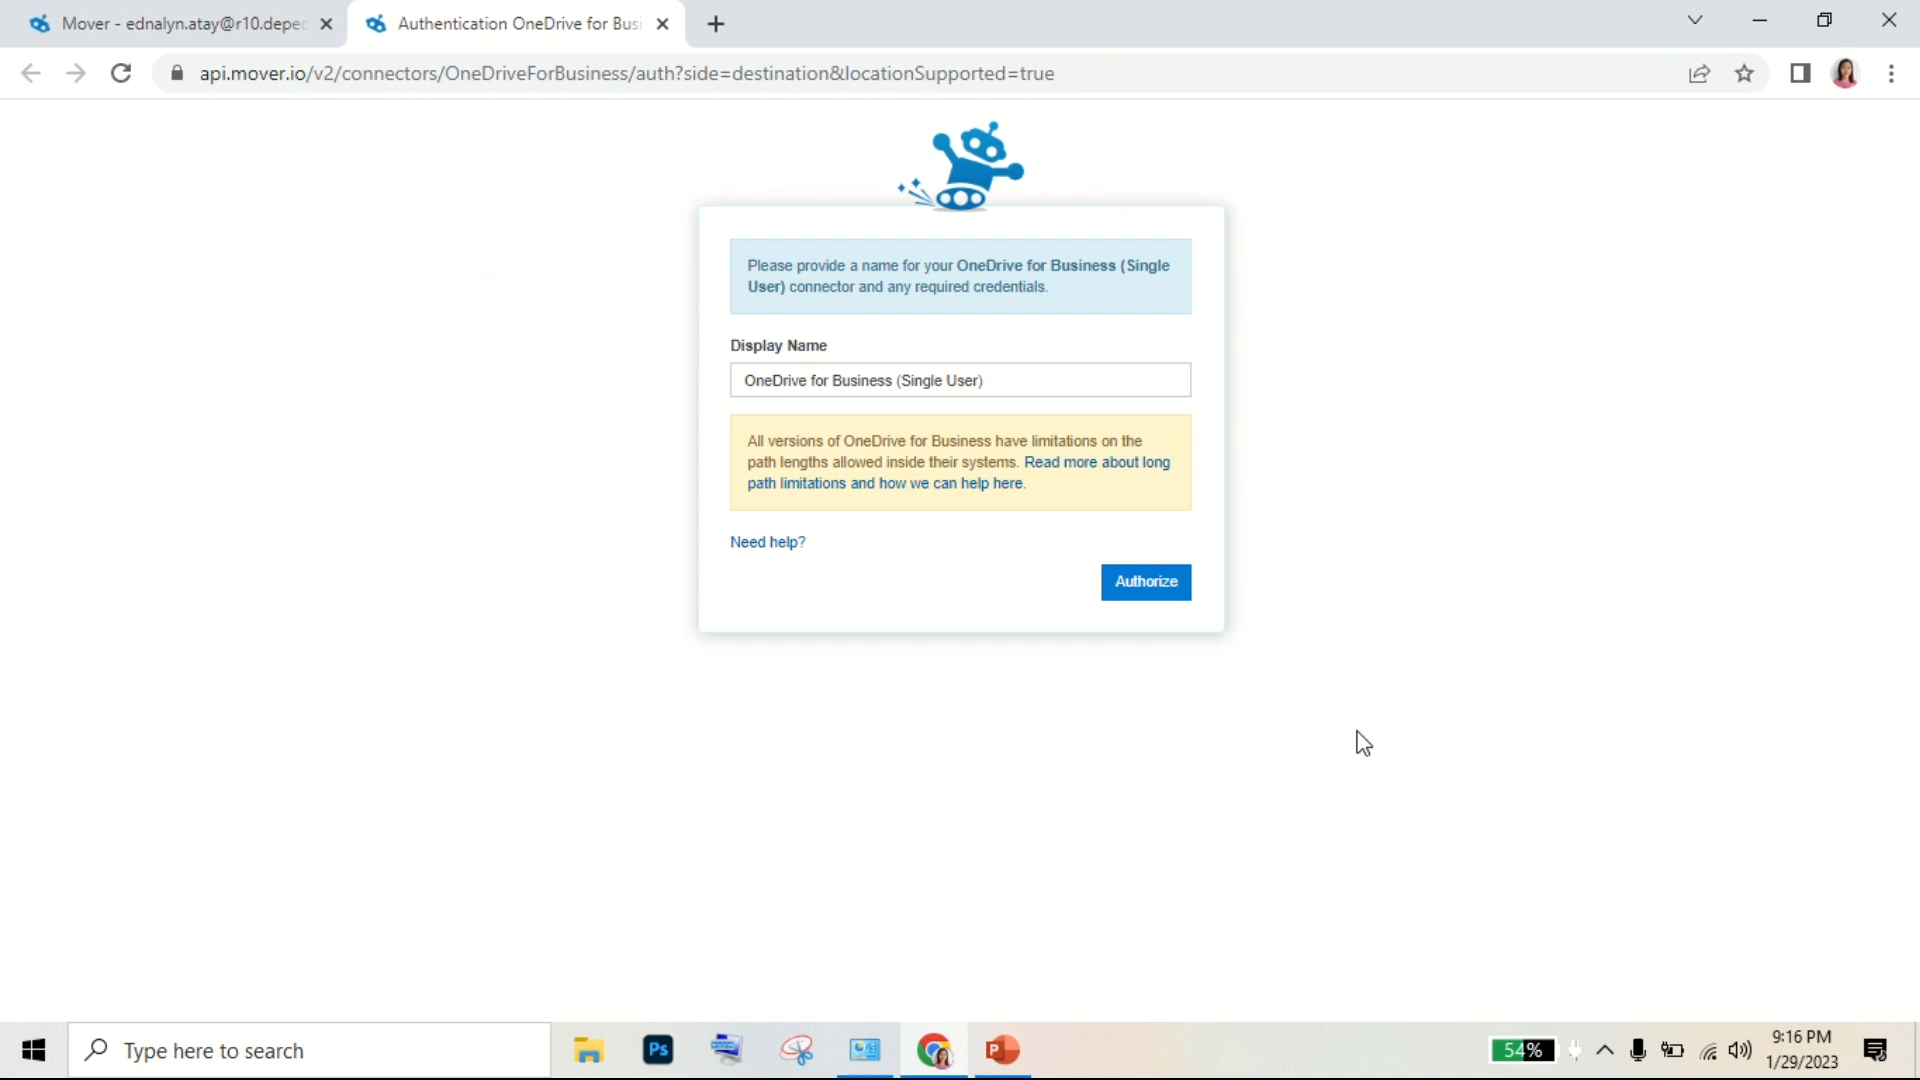 Mover - ednalyn.atay@r10.depec
Authentication OneDrive for Busi
api.mover.io/v2/connectors/OneDriveForBusiness/auth?side=destination&locationSupported=true
Please provide a name for your OneDrive for Business (Single
User) connector and any required credentials.
Display Name
OneDrive for Business (Single User)
All versions of OneDrive for Business have limitations on the
path lengths allowed inside their systems. Read more about long
path limitations and how we can help here.
Need help?
Authorize
Type here to search
Ps
P
54%
9:16 PM
1/29/2023